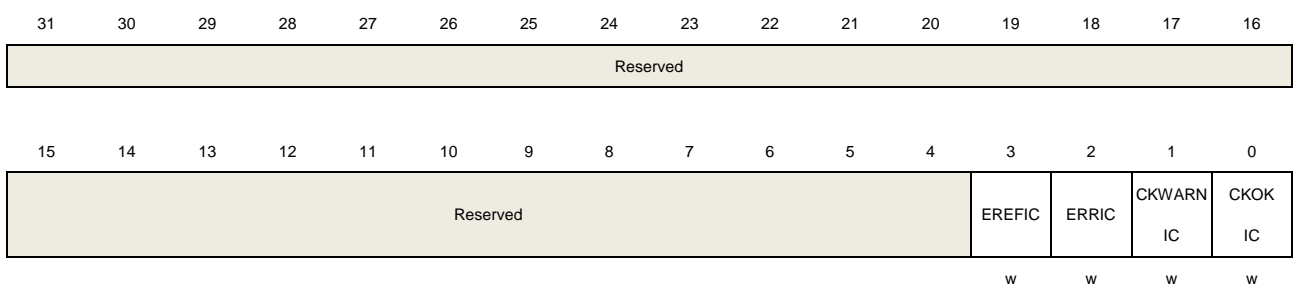 31 30 29 28 27 26 25 24 23 22 21 20 19 18 17 16
Reserved
15 14 13 12 11 10 9 8 7 6 5 4 3 2 1 0
Reserved EREFIC ERRIC CKWARN IC CKOK IC
w w w w